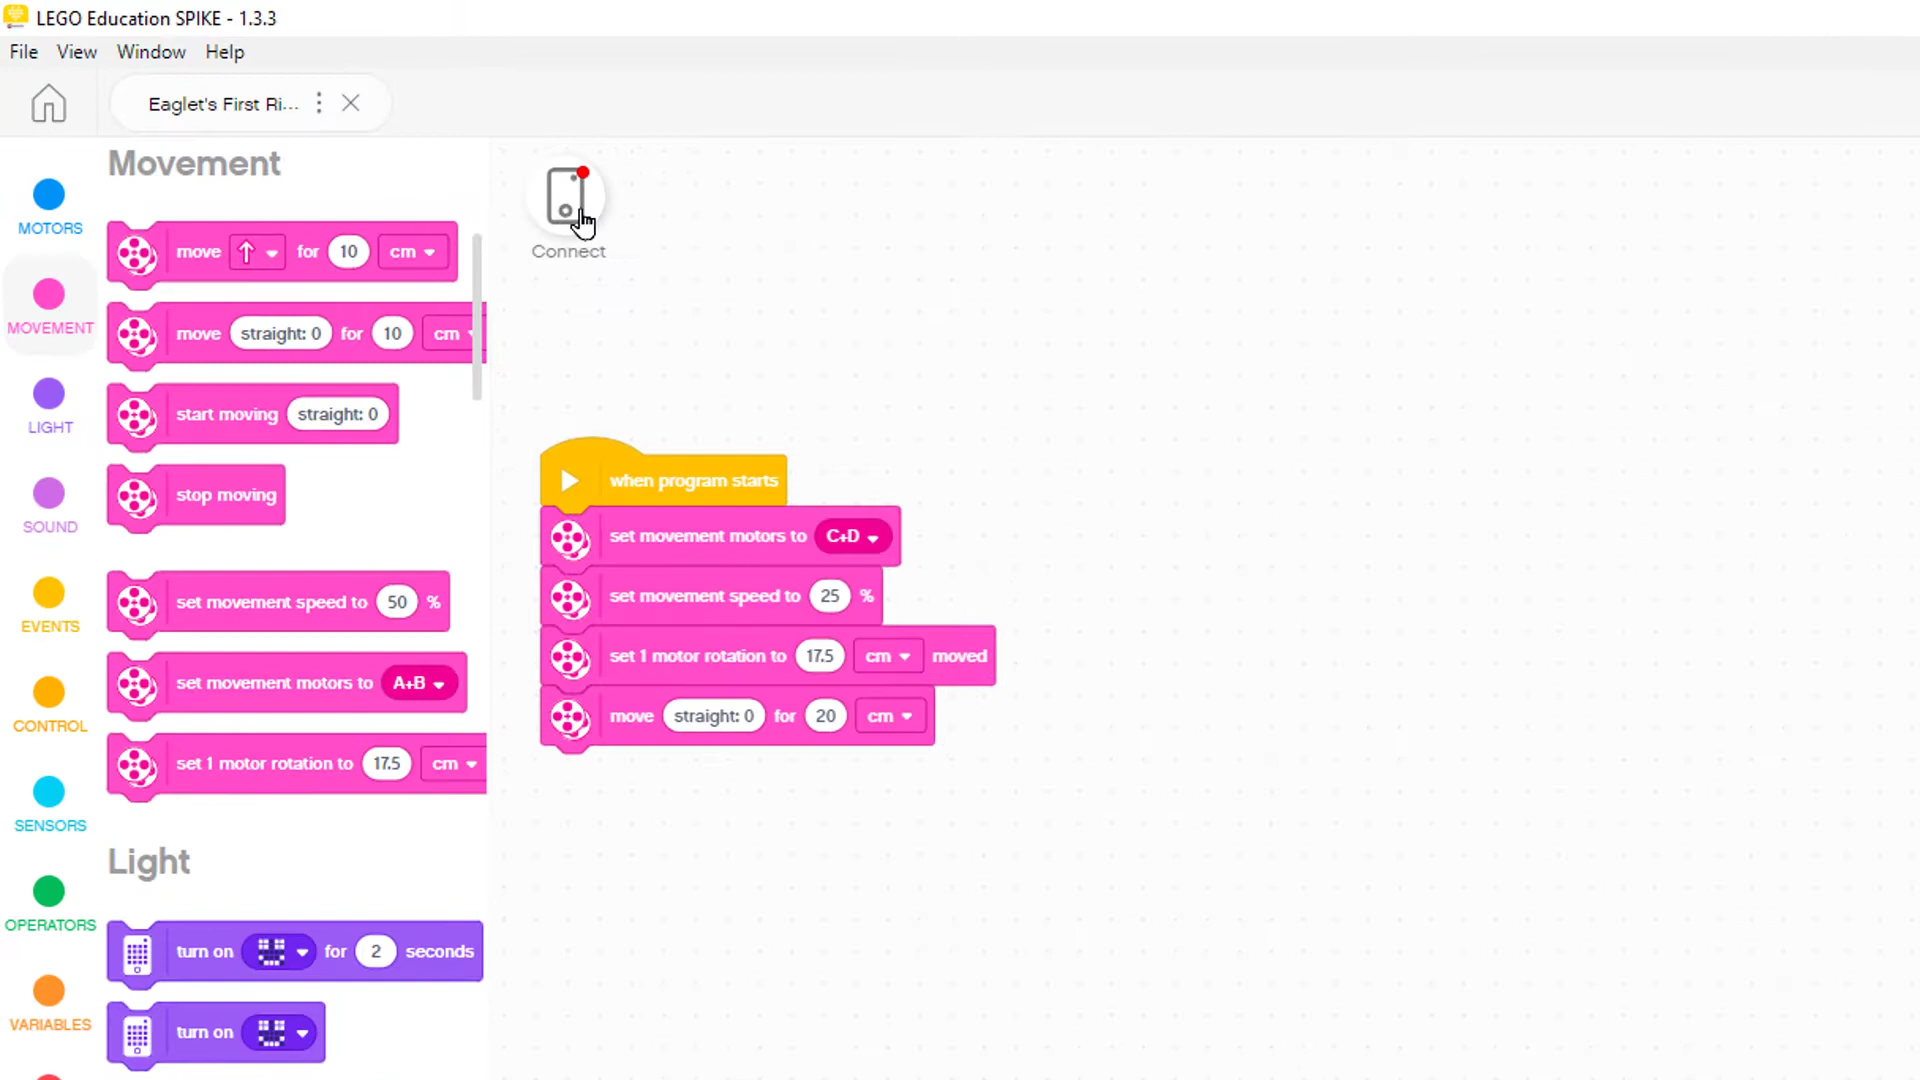 LEGO Education SPIKE - 1.3.3
File View Window Help
Eaglet's First Ri...
MOTORS
MOVEMENT
LIGHT
SOUND
EVENTS
CONTROL
SENSORS
OPERATORS
VARIABLES
Movement
move for 10 cm
move straight: 0 for 10 cm
start moving straight: 0
stop moving
set movement speed to 50 %
set movement motors to A+B
set 1 motor rotation to 17.5 cm
Light
turn on for 2 seconds
turn on
Connect
when program starts
set movement motors to C+D
set movement speed to 25 %
set 1 motor rotation to 17.5 cm moved
move straight: 0 for 20 cm